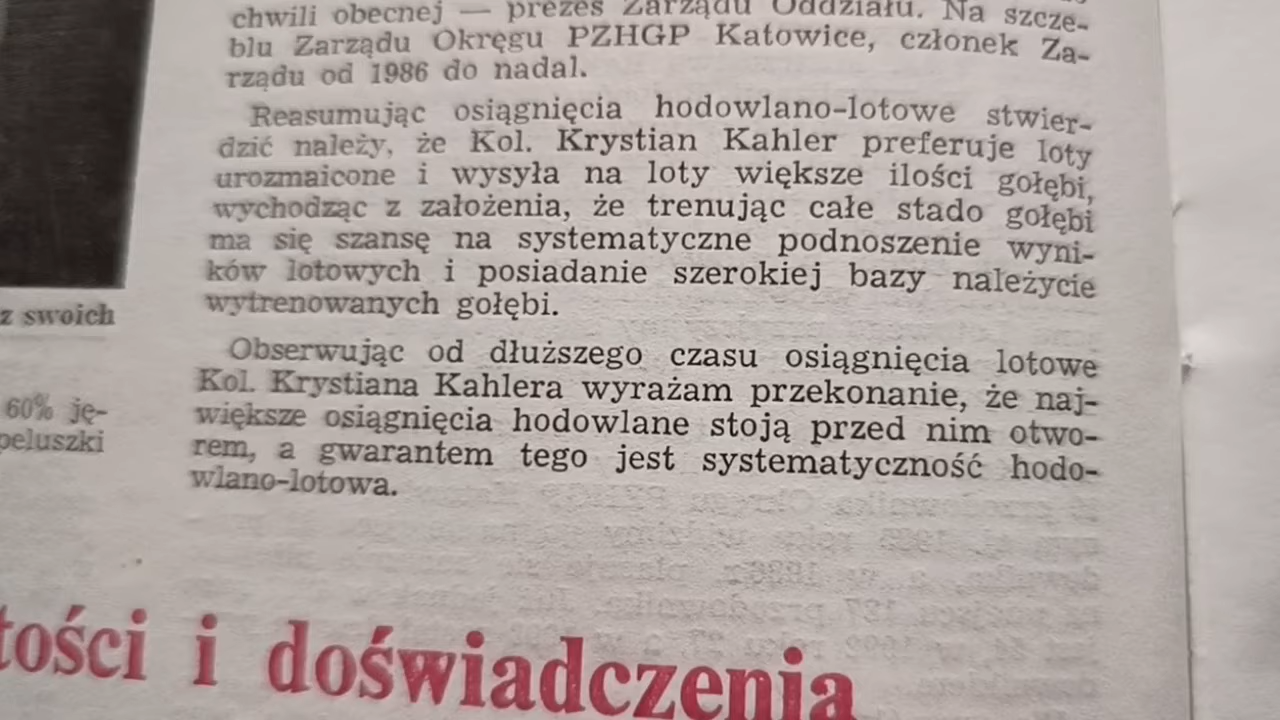 chwili obecnej — prezes Zarządu Oddziału. Na szcze-
blu Zarządu Okręgu PZHGP Katowice, członek Za-
rządu od 1986 do nadal.
Reasumując osiągnięcia hodowlano-lotowe stwier-
dzić należy, że Kol. Krystian Kahler preferuje loty
urozmaicone i wysyła na loty większe ilości gołębi,
wychodząc z założenia, że trenując całe stado gołębi
ma się szansę na systematyczne podnoszenie wyni-
ków lotowych i posiadanie szerokiej bazy należycie
wytrenowanych gołębi.
Obserwując od dłuższego czasu osiągnięcia lotowe
Kol. Krystiana Kahlera wyrażam przekonanie, że naj-
większe osiągnięcia hodowlane stoją przed nim otwo-
rem, a gwarantem tego jest systematyczność hodo-
wlano-lotowa.
z swoich
60% ję-
peluszki
tości i doświadczenia